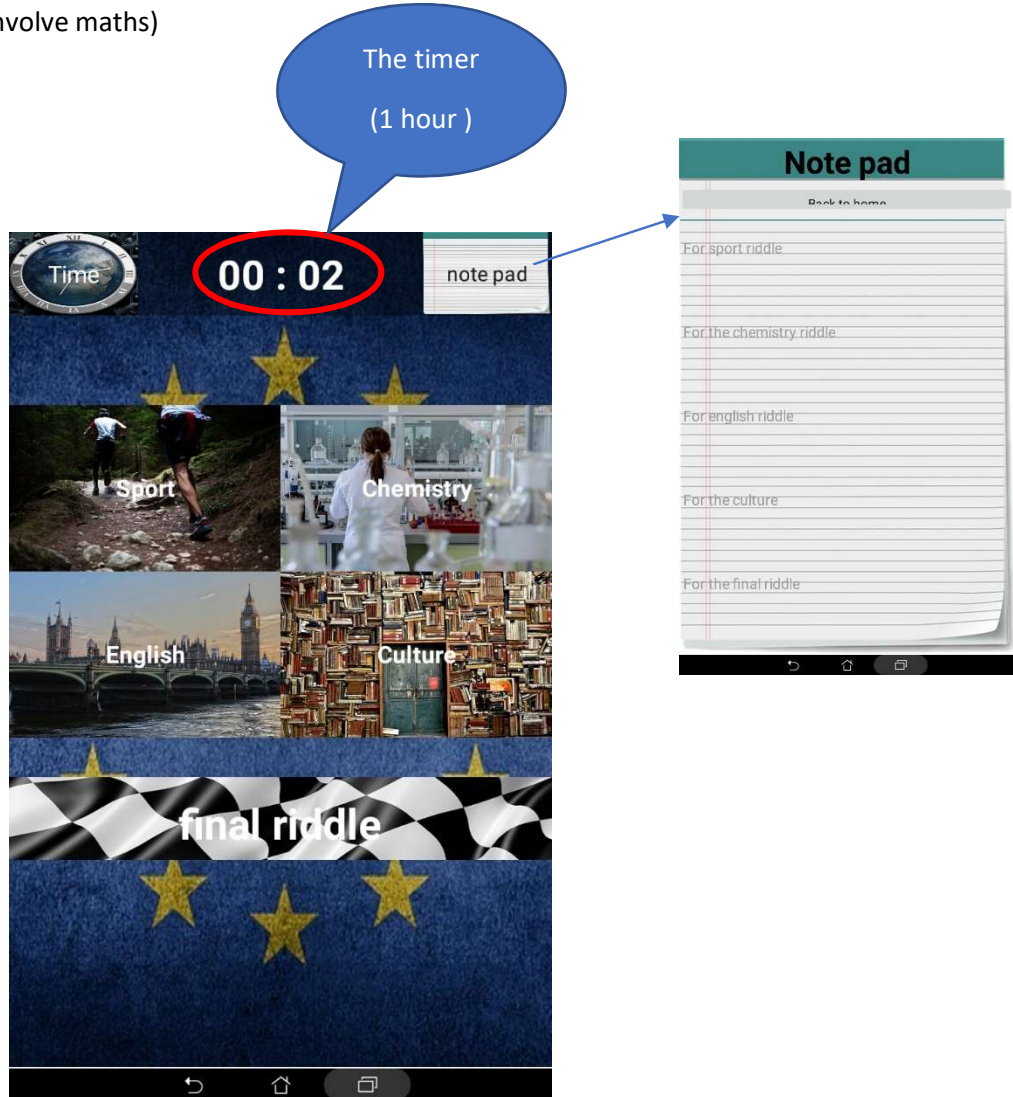 nvolve maths)
The timer
(1 hour )
Note pad
Back to home
For sport riddle
For the chemistry riddle
For english riddle
For the culture
For the final riddle
Time
00 : 02
note pad
Sport
Chemistry
English
Culture
final riddle